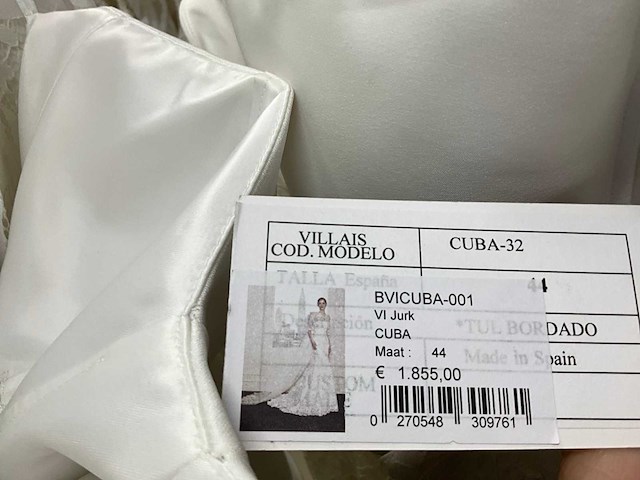 VILLAIS
COD. MODELO
CUBA-32
TALLA España
44
*TUL BORDADO
Made in Spain
CUSTOM
BVICUBA-001
VI Jurk
CUBA
Maat : 44
€ 1.855,00
0 270548 309761